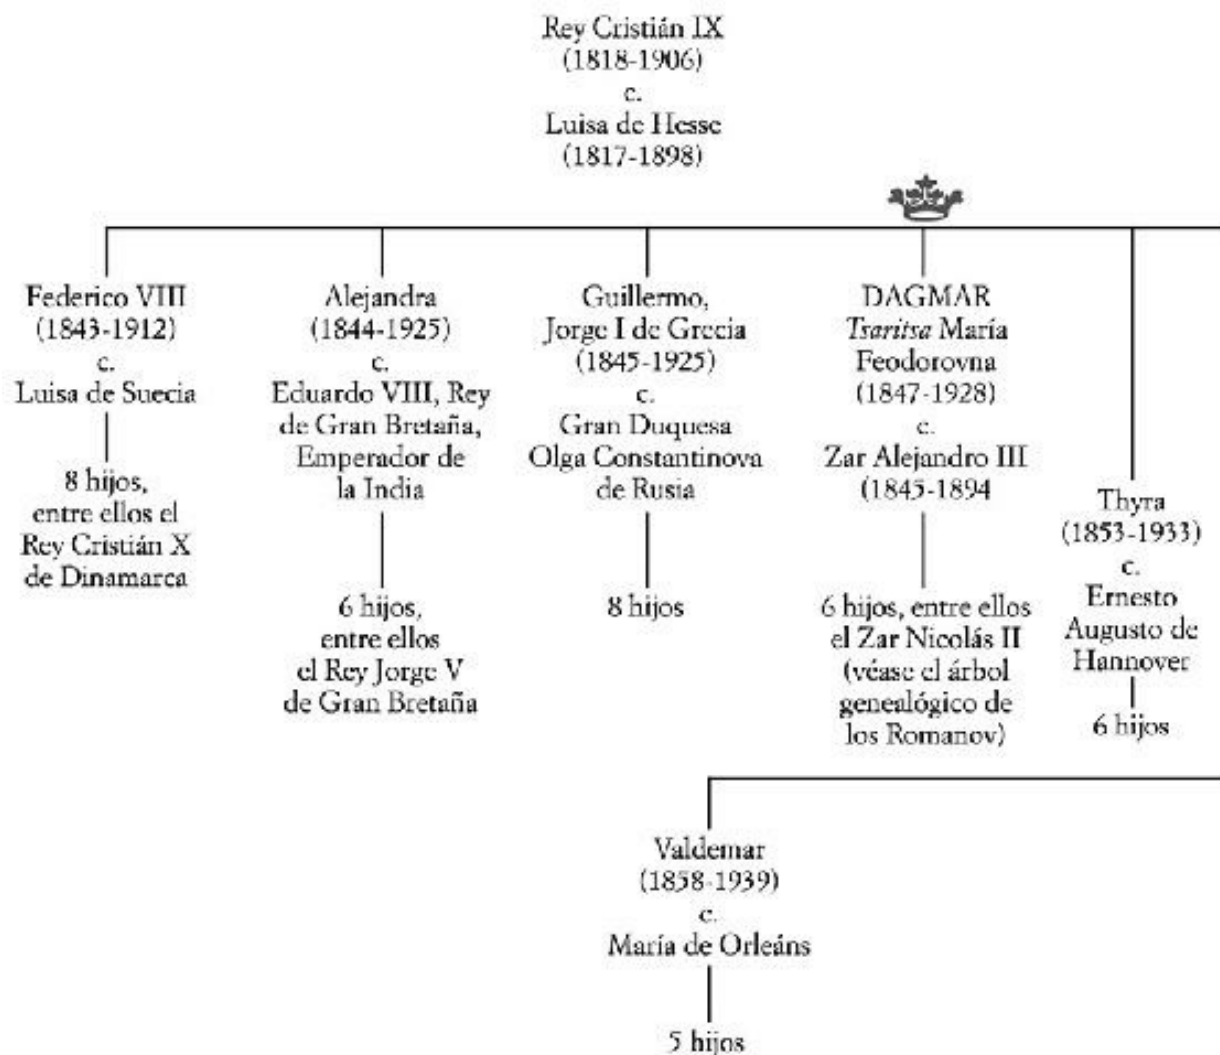 Rey Cristián IX
(1818-1906)
c.
Luisa de Hesse
(1817-1898)
Federico VIII
(1843-1912)
c.
Luisa de Suecia
8 hijos,
entre ellos el
Rey Cristián X
de Dinamarca
Alejandra
(1844-1925)
c.
Eduardo VIII, Rey
de Gran Bretaña,
Emperador de
la India
6 hijos,
entre ellos
el Rey Jorge V
de Gran Bretaña
Guillermo,
Jorge I de Grecia
(1845-1925)
c.
Gran Duquesa
Olga Constantinova
de Rusia
8 hijos
DAGMAR
Tsaritsa María
Feodorovna
(1847-1928)
c.
Zar Alejandro III
(1845-1894
6 hijos, entre ellos
el Zar Nicolás II
(véase el árbol
genealógico de
los Romanov)
Thyra
(1853-1933)
c.
Ernesto
Augusto de
Hannover
6 hijos
Valdemar
(1858-1939)
c.
María de Orleáns
5 hijos